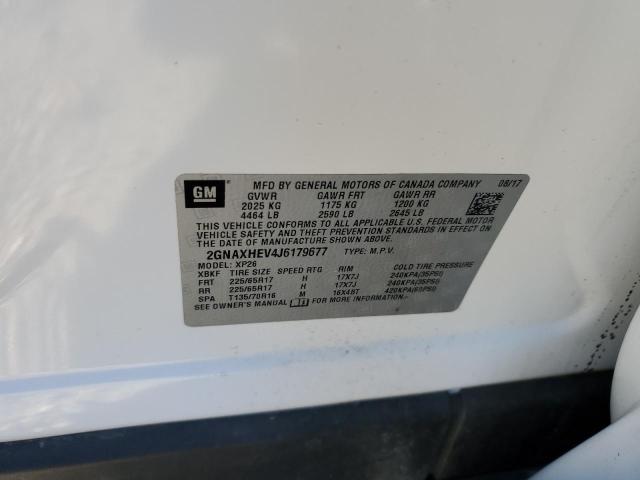 GM
MFD BY GENERAL MOTORS OF CANADA COMPANY 08/17
GVWR GAWR FRT GAWR RR
2025 KG 1175 KG 1200 KG
4464 LB 2590 LB 2645 LB
THIS VEHICLE CONFORMS TO ALL APPLICABLE U.S. FEDERAL MOTOR
VEHICLE SAFETY, BUMPER, AND THEFT PREVENTION STANDARDS IN
EFFECT ON THE DATE OF MANUFACTURE SHOWN ABOVE.
2GNAXHEV4J6179677 TYPE: M.P.V.
MODEL: XP26
XBKF TIRE SIZE SPEED RTG RIM COLD TIRE PRESSURE
FRT 225/65R17 H 17X7J 240KPA(35PSI)
RR 225/65R17 H 17X7J 240KPA(35PSI)
SPA T135/70R16 M 16X4BT 420KPA(60PSI)
SEE OWNER'S MANUAL FOR MORE INFORMATION.